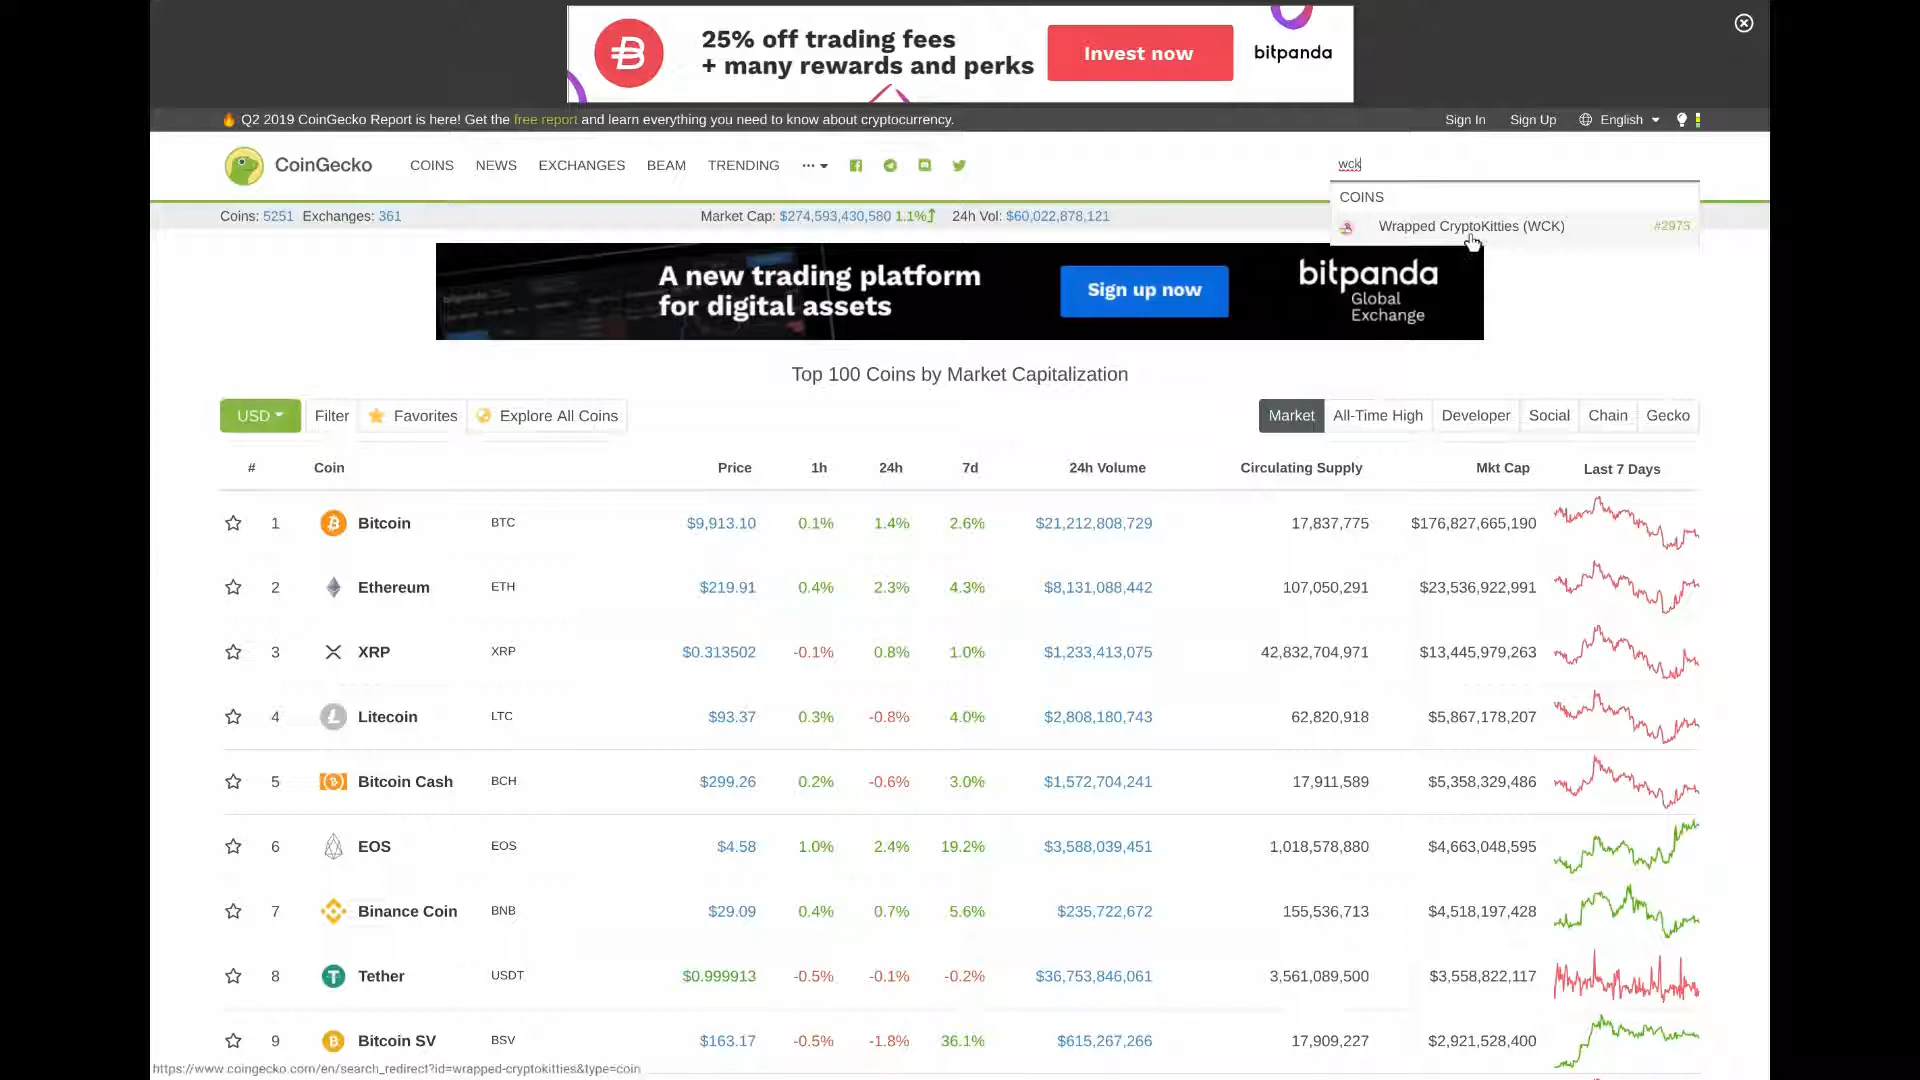 25% off trading fees
+ many rewards and perks
Invest now
bitpanda
Q2 2019 CoinGecko Report is here! Get the free report and learn everything you need to know about cryptocurrency.
Sign In Sign Up English
CoinGecko COINS NEWS EXCHANGES BEAM TRENDING ...
wck
COINS
Wrapped CryptoKitties (WCK) #2975
Coins: 5251 Exchanges: 361 Market Cap: $274,593,430,580 1.1% 24h Vol: $60,022,878,121
A new trading platform
for digital assets
Sign up now
bitpanda
Global
Exchange
Top 100 Coins by Market Capitalization
USD Filter Favorites Explore All Coins Market All-Time High Developer Social Chain Gecko
# Coin Price 1h 24h 7d 24h Volume Circulating Supply Mkt Cap Last 7 Days
1 Bitcoin BTC $9,913.10 0.1% 1.4% 2.6% $21,212,808,729 17,837,775 $176,827,665,190
2 Ethereum ETH $219.91 0.4% 2.3% 4.3% $8,131,088,442 107,050,291 $23,536,922,991
3 XRP XRP $0.313502 -0.1% 0.8% 1.0% $1,233,413,075 42,832,704,971 $13,445,979,263
4 Litecoin LTC $93.37 0.3% -0.8% 4.0% $2,808,180,743 62,820,918 $5,867,178,207
5 Bitcoin Cash BCH $299.26 0.2% -0.6% 3.0% $1,572,704,241 17,911,589 $5,358,329,486
6 EOS EOS $4.58 1.0% 2.4% 19.2% $3,588,039,451 1,018,578,880 $4,663,048,595
7 Binance Coin BNB $29.09 0.4% 0.7% 5.6% $235,722,672 155,536,713 $4,518,197,428
8 Tether USDT $0.999913 -0.5% -0.1% -0.2% $36,753,846,061 3,561,089,500 $3,558,822,117
9 Bitcoin SV BSV $163.17 -0.5% -1.8% 36.1% $615,267,266 17,909,227 $2,921,528,400
https://www.coingecko.com/en/search_redirect?id=wrapped-cryptokitties&type=coin